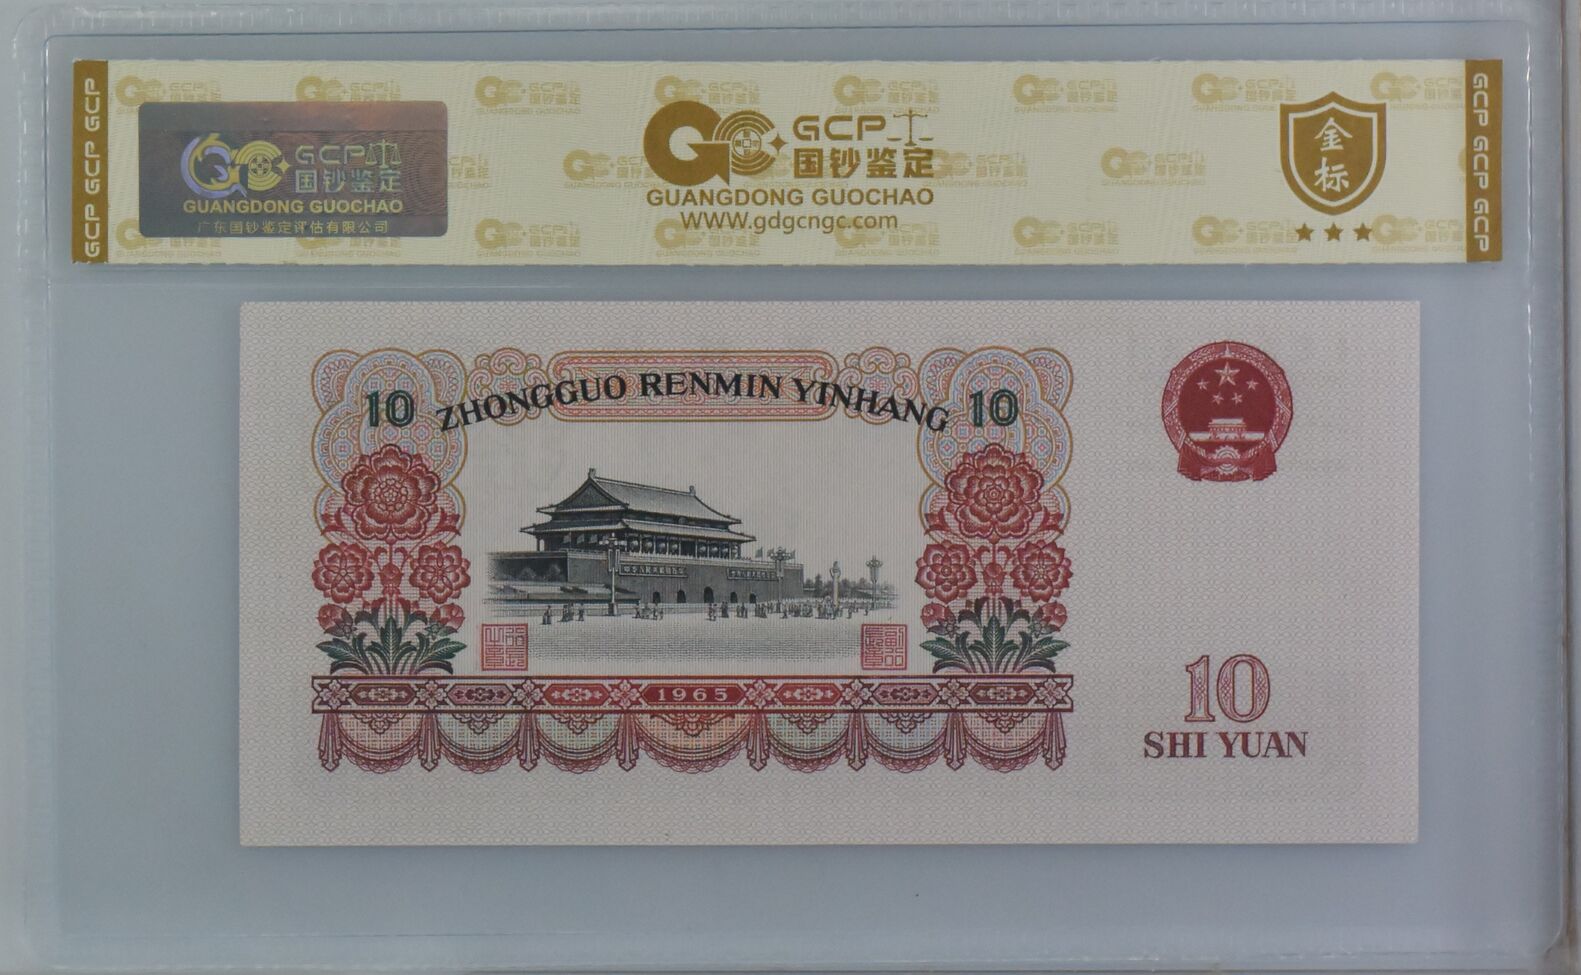 GCP GCP GCP
GCP
国钞鉴定
GUANGDONG GUOCHAO
广东国钞鉴定评估有限公司
GCP
国钞鉴定
GUANGDONG GUOCHAO
WWW.gdgcngc.com
金标
GCP GCP GCP
10
ZHONGGUO RENMIN YINHANG
10
1965
10
SHI YUAN